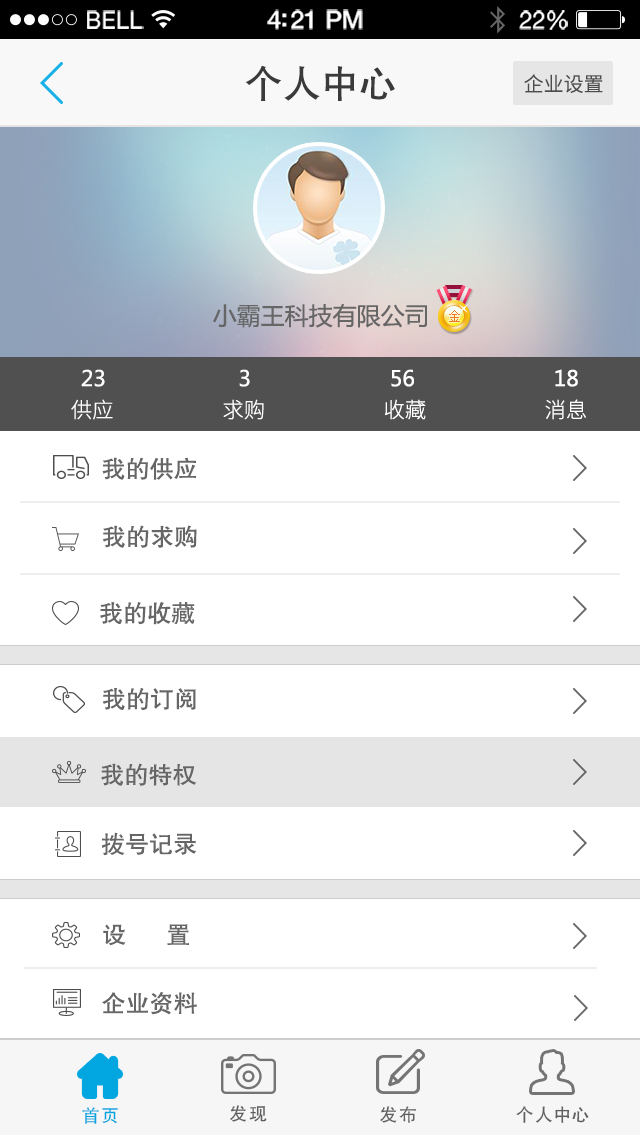 BELL 4:21 PM 22%
个人中心 企业设置
小霸王科技有限公司 金
23 3 56 18
供应 求购 收藏 消息
我的供应
我的求购
我的收藏
我的订阅
我的特权
拨号记录
设 置
企业资料
首页 发现 发布 个人中心